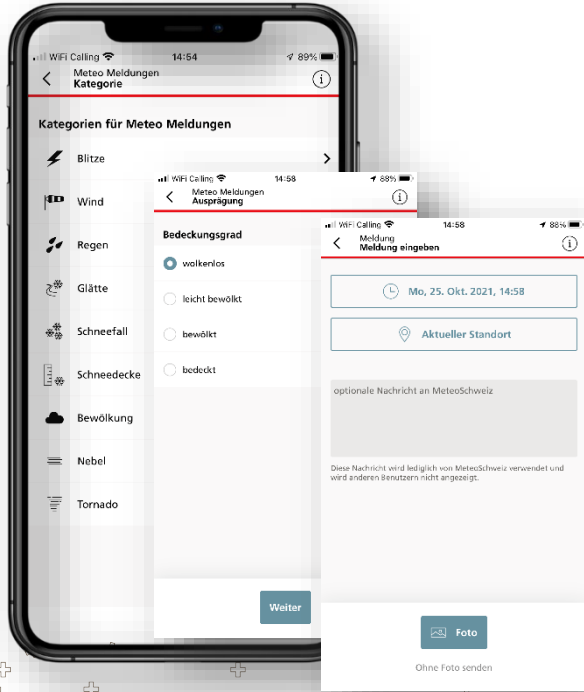 WiFi Calling 14:54 89%
Meteo Meldungen
Kategorie
Kategorien für Meteo Meldungen
Blitze
Wind
Regen
Glätte
Schneefall
Schneedecke
Bewölkung
Nebel
Tornado
WiFi Calling 14:58 88%
Meteo Meldungen
Ausprägung
Bedeckungsgrad
wolkenlos
leicht bewölkt
bewölkt
bedeckt
Weiter
WiFi Calling 14:58 88%
Meldung
Meldung eingeben
Mo, 25. Okt. 2021, 14:58
Aktueller Standort
optionale Nachricht an MeteoSchweiz
Diese Nachricht wird lediglich von MeteoSchweiz verwendet und
wird anderen Benutzern nicht angezeigt.
Foto
Ohne Foto senden